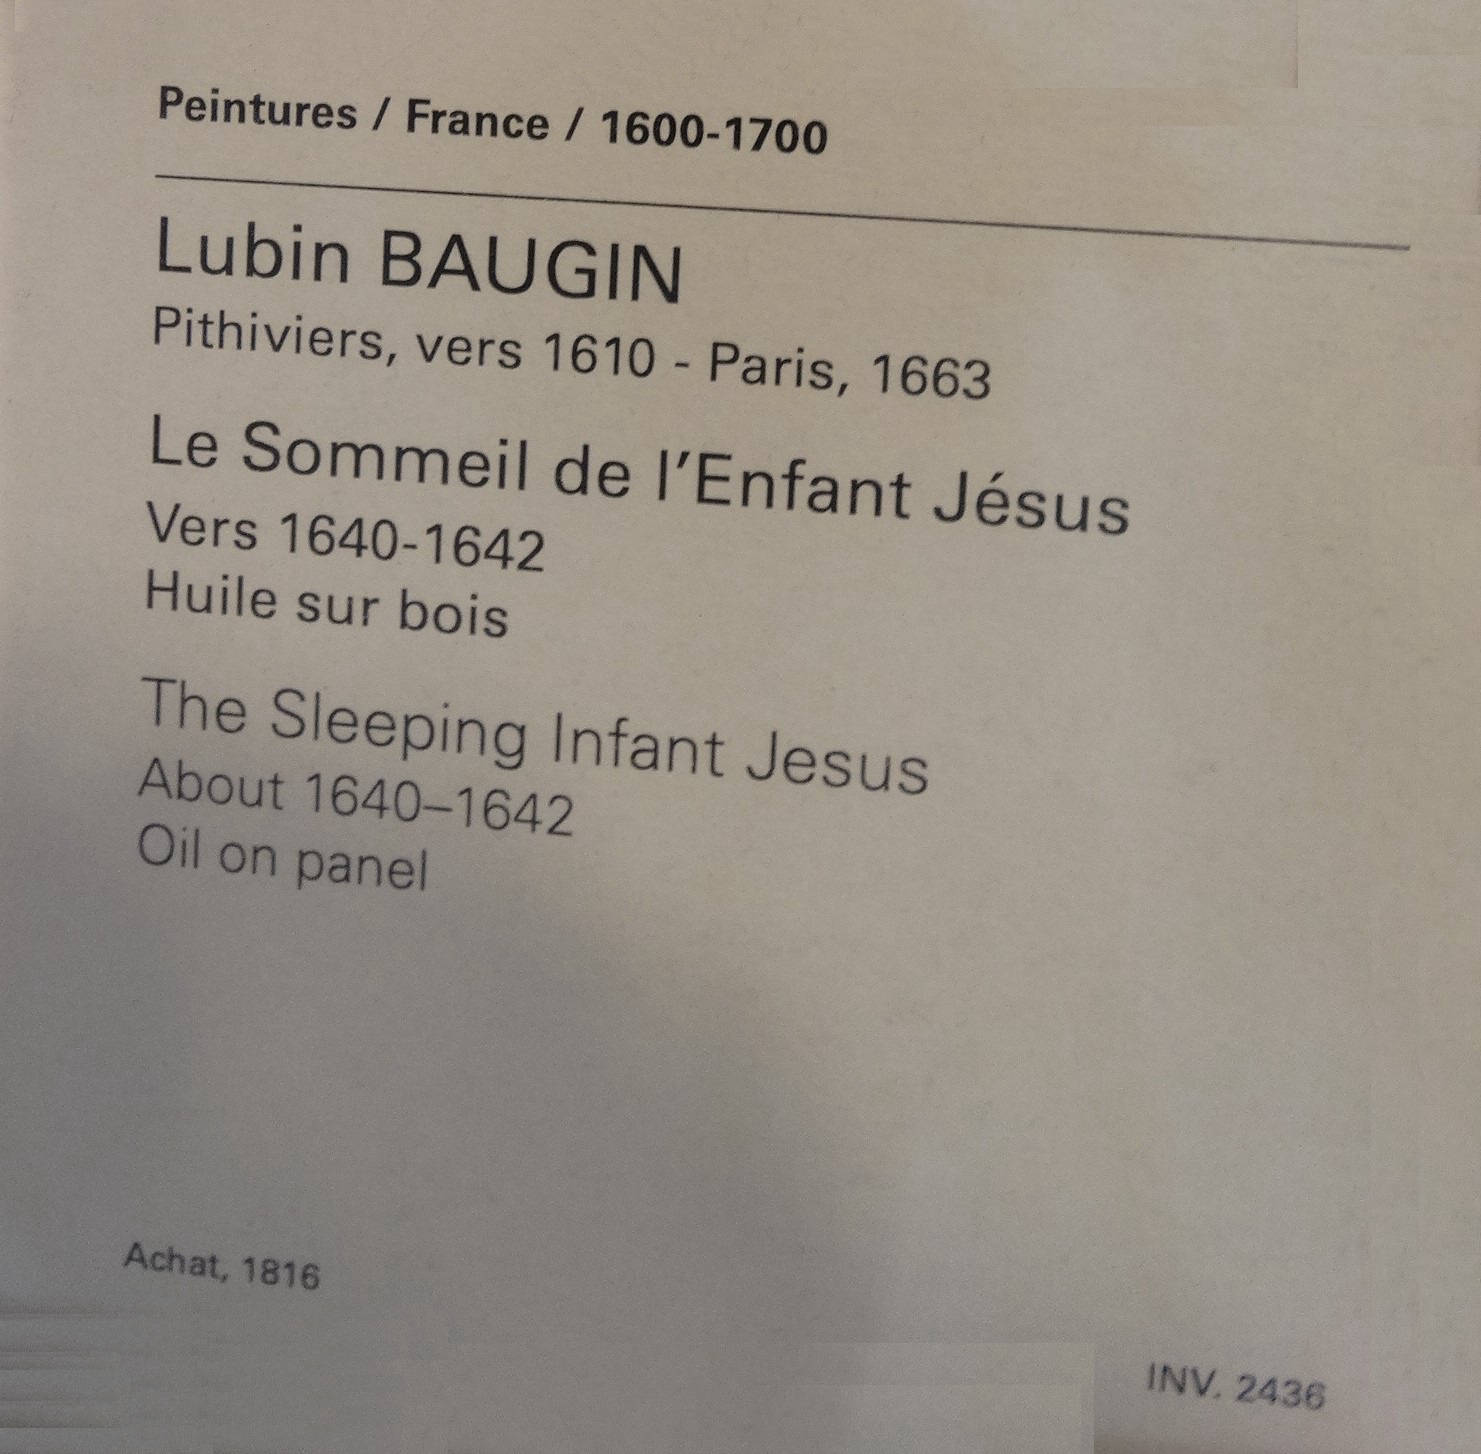 Peintures / France / 1600-1700
Lubin BAUGIN
Pithiviers, vers 1610 - Paris, 1663
Le Sommeil de l'Enfant Jésus
Vers 1640-1642
Huile sur bois
The Sleeping Infant Jesus
About 1640–1642
Oil on panel
Achat, 1816
INV. 2436